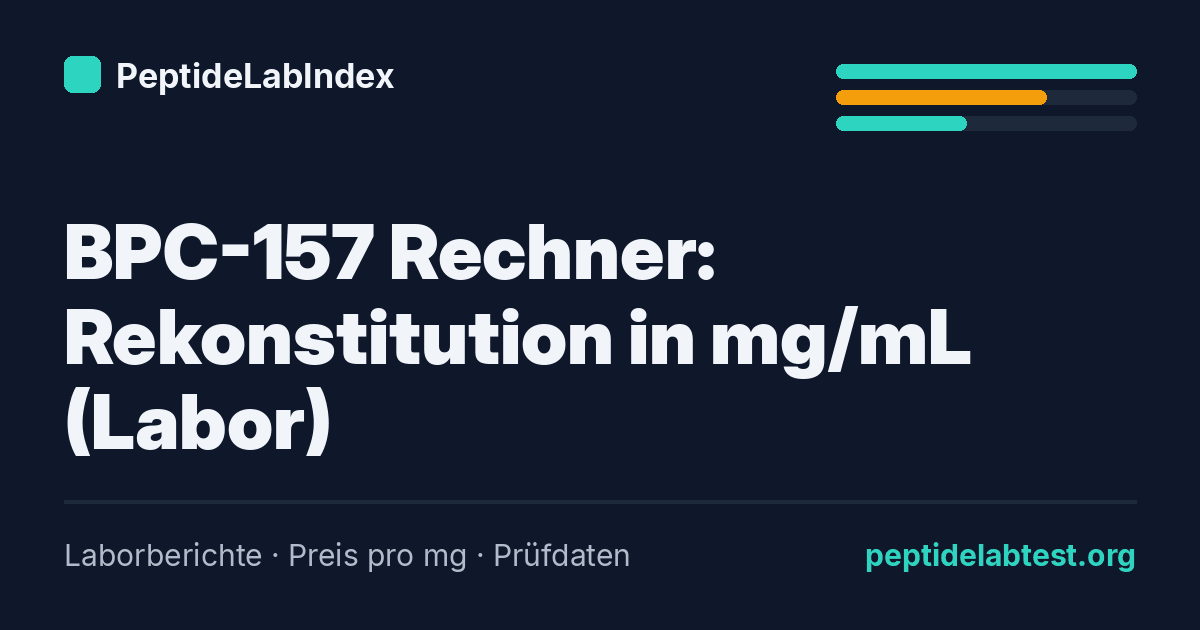 PeptideLabIndex
BPC-157 Rechner:
Rekonstitution in mg/mL
(Labor)
Laborberichte · Preis pro mg · Prüfdaten
peptidelabtest.org